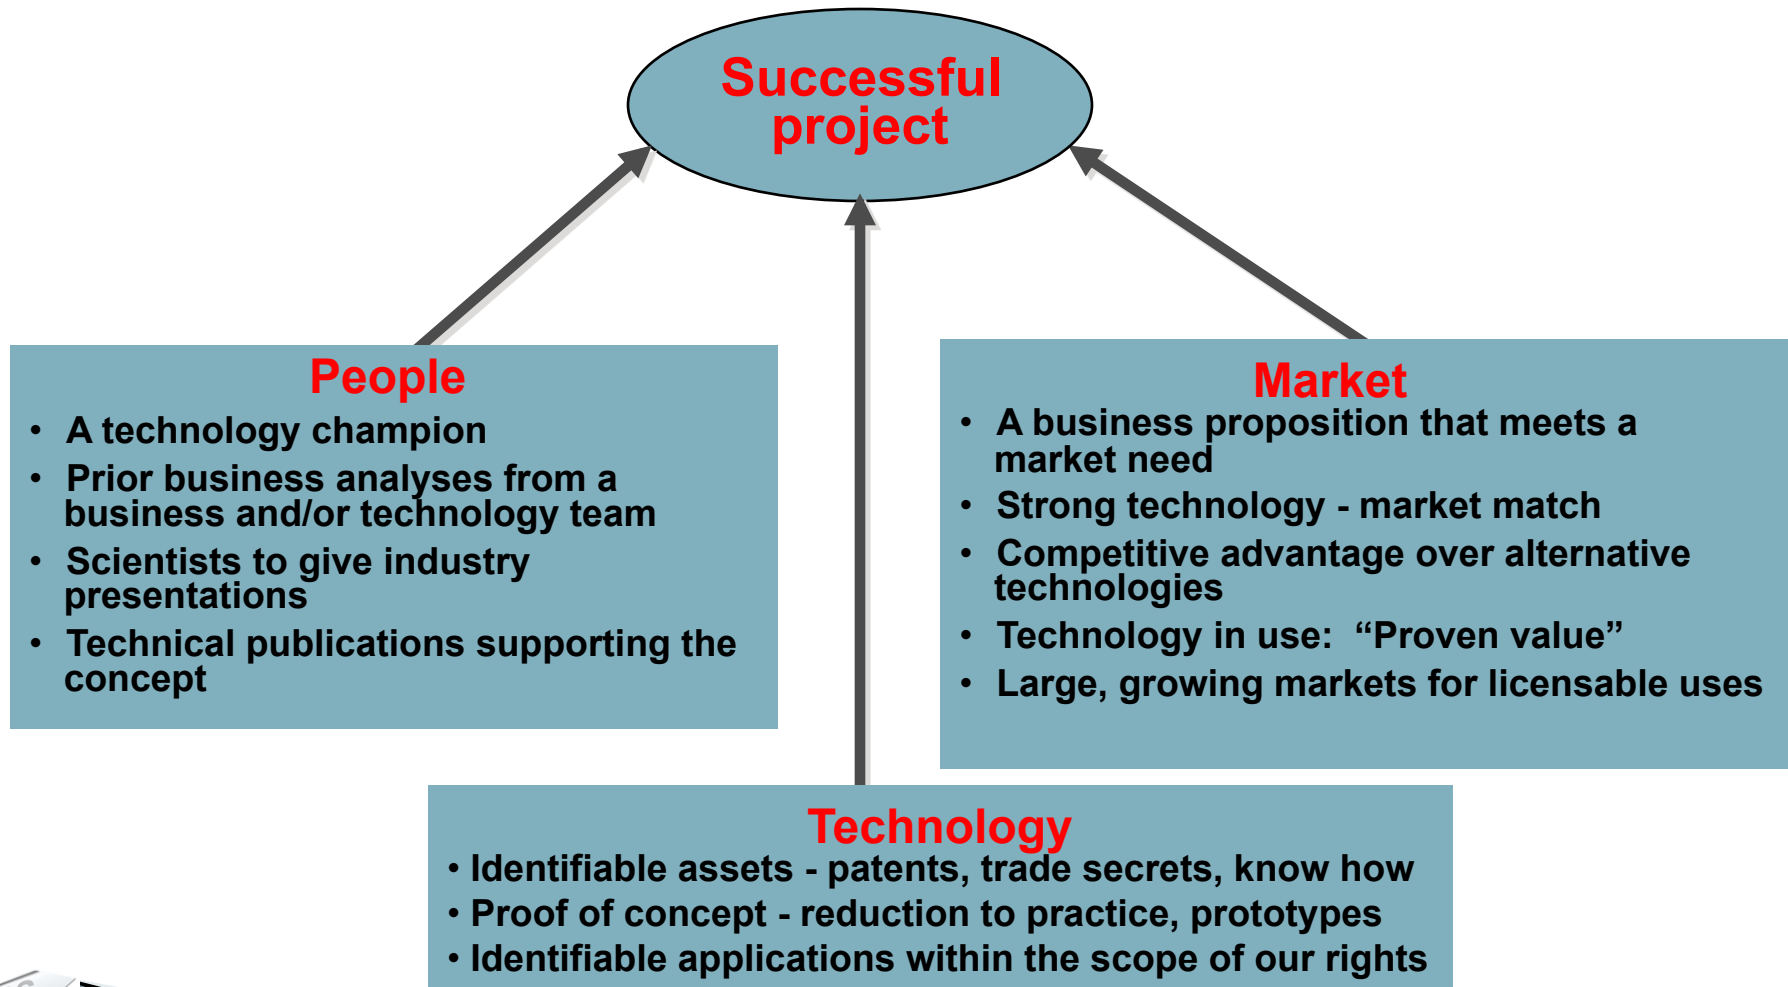 Successful
project
People
• A technology champion
• Prior business analyses from a
business and/or technology team
• Scientists to give industry
presentations
• Technical publications supporting the
concept
Market
• A business proposition that meets a
market need
• Strong technology - market match
• Competitive advantage over alternative
technologies
• Technology in use: “Proven value”
• Large, growing markets for licensable uses
Technology
• Identifiable assets - patents, trade secrets, know how
• Proof of concept - reduction to practice, prototypes
• Identifiable applications within the scope of our rights